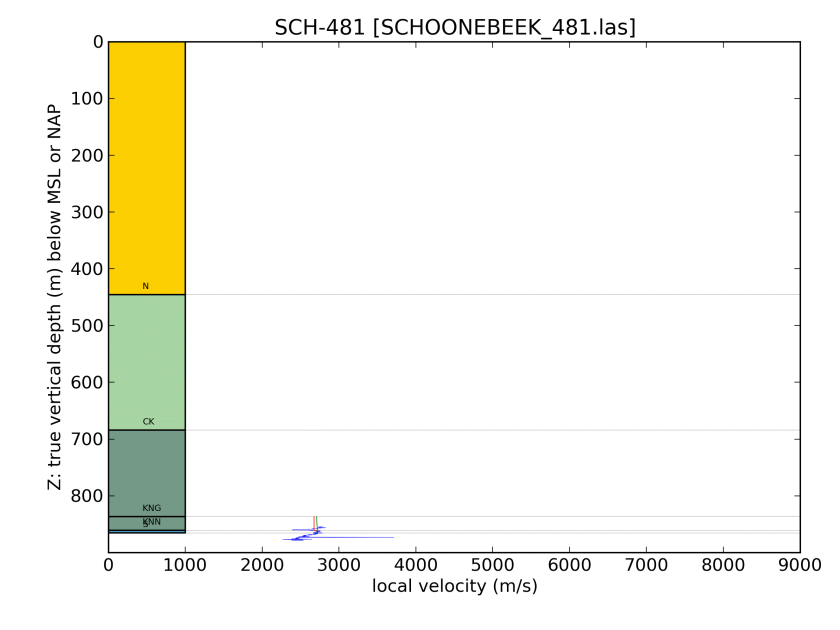 SCH-481 [SCHOONEBEEK_481.las]
0
100
200
300
400
500
600
700
800
Z: true vertical depth (m) below MSL or NAP
N
CK
KNG
KNN
S
0 1000 2000 3000 4000 5000 6000 7000 8000 9000
local velocity (m/s)